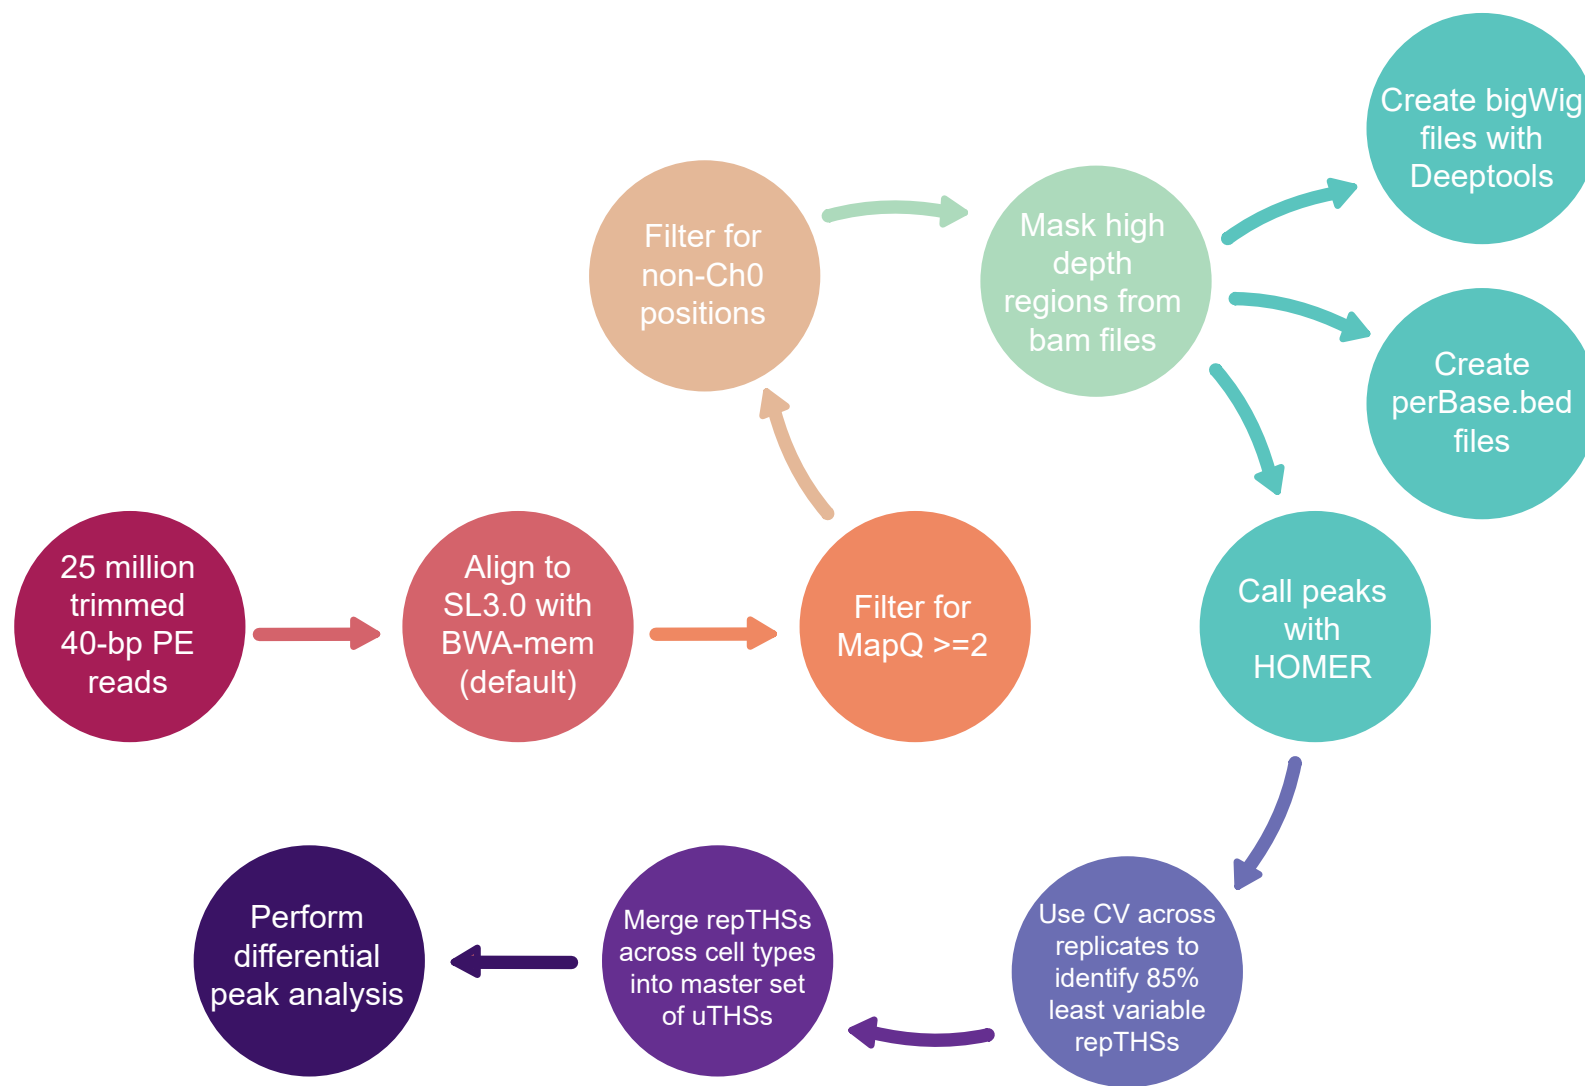 25 million
trimmed
40-bp PE
reads
Align to
SL3.0 with
BWA-mem
(default)
Filter for
MapQ >=2
Filter for
non-Ch0
positions
Mask high
depth
regions from
bam files
Create bigWig
files with
Deeptools
Create
perBase.bed
files
Call peaks
with
HOMER
Use CV across
replicates to
identify 85%
least variable
repTHSs
Merge repTHSs
across cell types
into master set
of uTHSs
Perform
differential
peak analysis